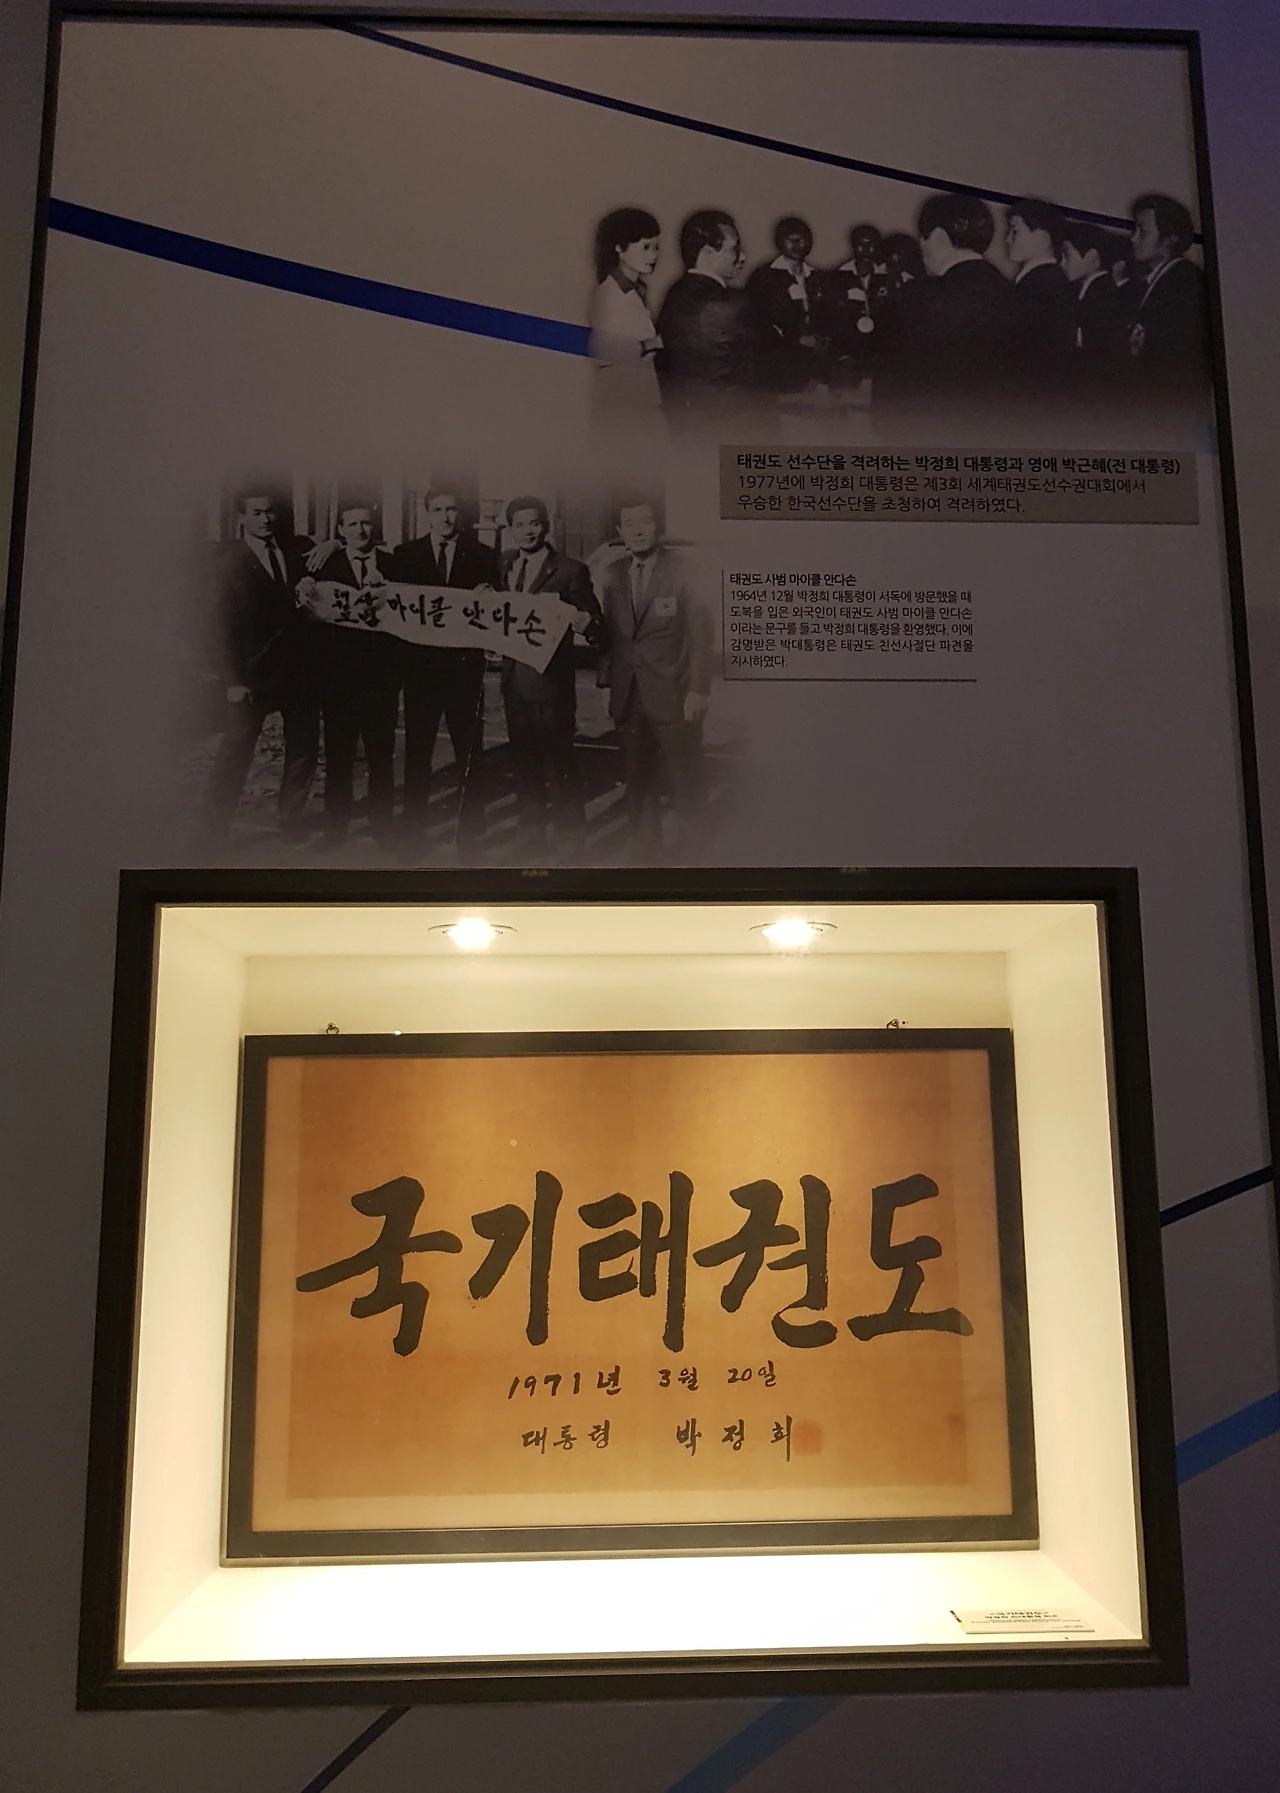 태권도 선수단을 격려하는 박정희 대통령과 영애 박근혜(전 대통령)
1977년에 박정희 대통령은 제3회 세계태권도선수권대회에서
우승한 한국선수단을 초청하여 격려하였다.
태권도 사범 마이클 안다손
1964년 12월 박정희 대통령이 서독에 방문했을 때
도복을 입은 외국인이 태권도 사범 마이클 안다손
이라는 문구를 들고 박정희 대통령을 환영했다. 이에
감명받은 박대통령은 태권도 친선사절단 파견을
지시하였다.
마이클 안다손
국기태권도
1971년 3월 20일
대통령 박정희
<국기태권도>